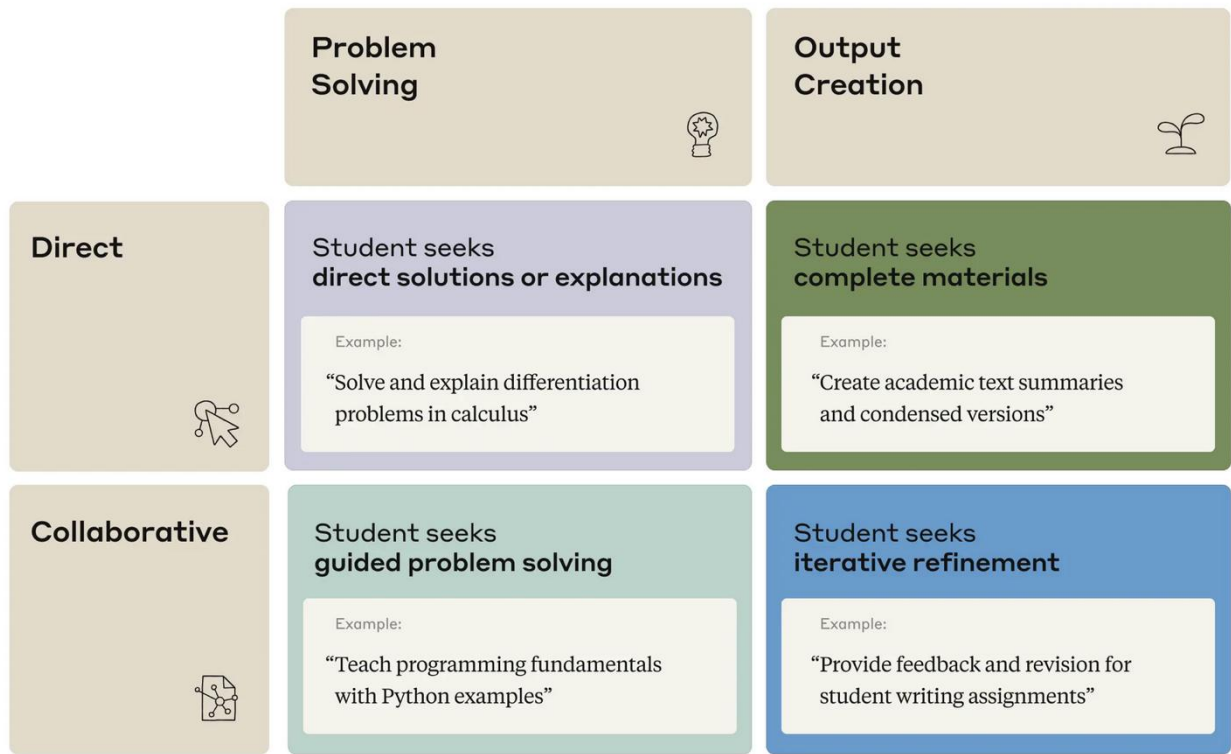 Problem
Solving
Output
Creation
Direct
Student seeks
direct solutions or explanations
Example:
“Solve and explain differentiation
problems in calculus”
Student seeks
complete materials
Example:
“Create academic text summaries
and condensed versions”
Collaborative
Student seeks
guided problem solving
Example:
“Teach programming fundamentals
with Python examples”
Student seeks
iterative refinement
Example:
“Provide feedback and revision for
student writing assignments”